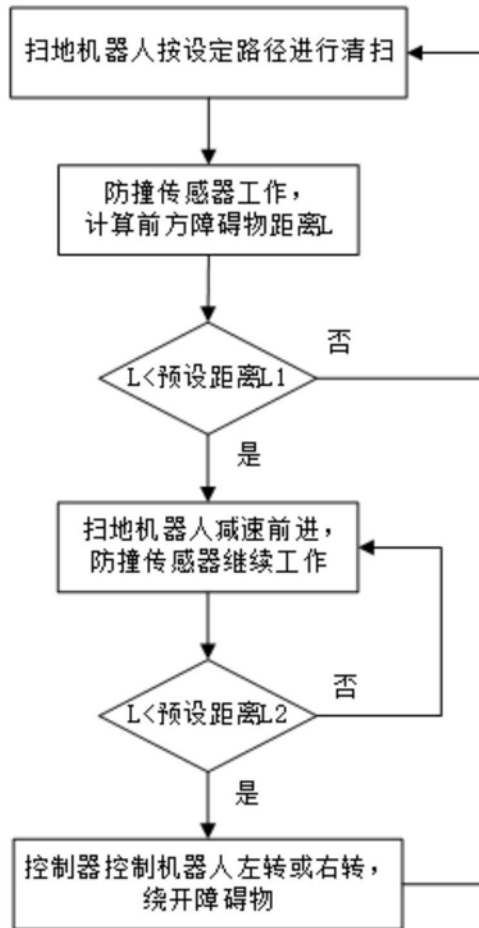 扫地机器人按设定路径进行清扫
防撞传感器工作，
计算前方障碍物距离L
否
L<预设距离L1
是
扫地机器人减速前进，
防撞传感器继续工作
否
L<预设距离L2
是
控制器控制机器人左转或右转，
绕开障碍物